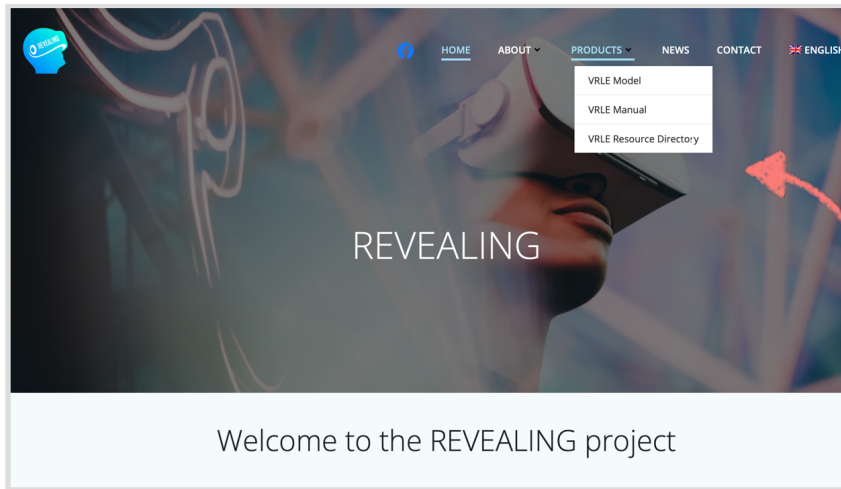 REVEALING
HOME ABOUT PRODUCTS NEWS CONTACT ENGLISH
VRLE Model
VRLE Manual
VRLE Resource Directory
REVEALING
Welcome to the REVEALING project